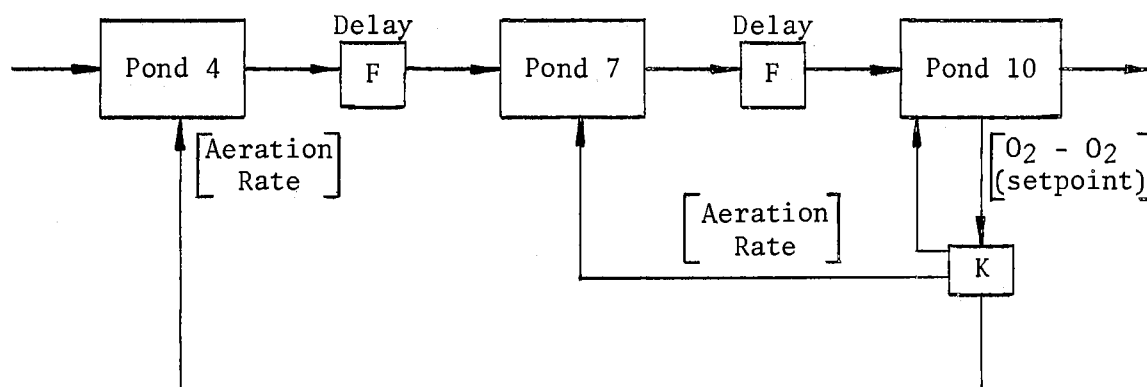 Delay
Delay
Pond 4
F
Pond 7
F
Pond 10
[Aeration
Rate]
[O2 - O2
(setpoint)]
[Aeration
Rate]
K